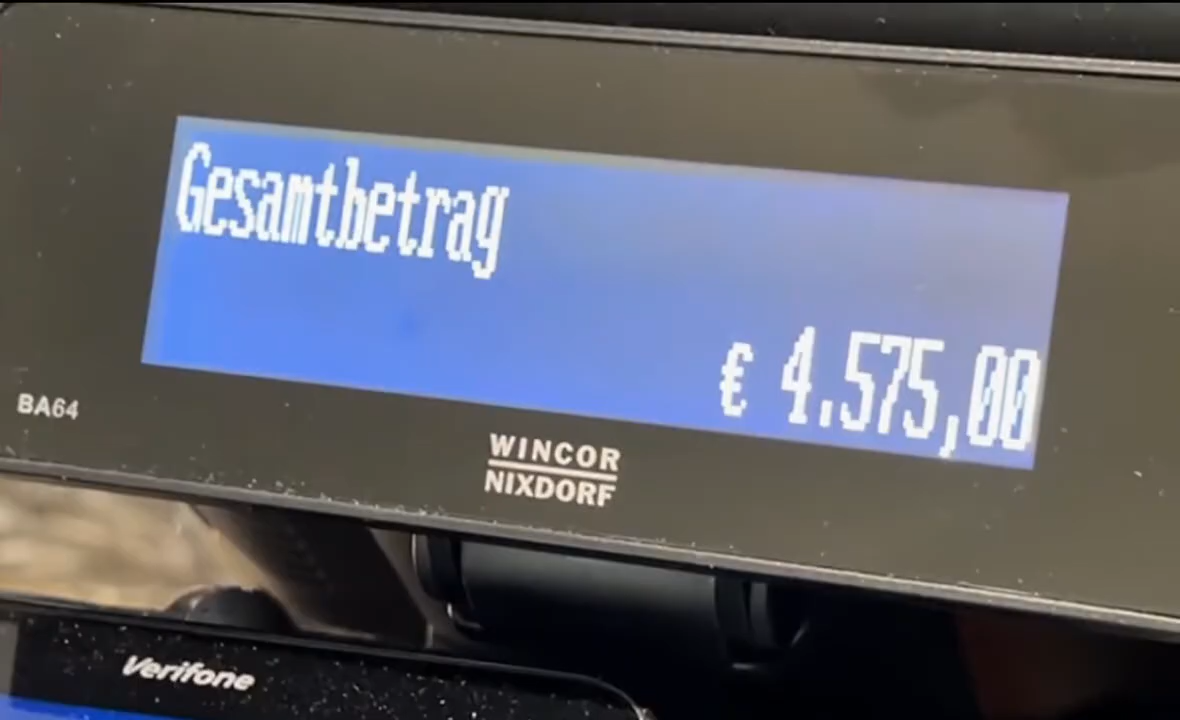 Gesamtbetrag
€ 4.575,00
BA64
WINCOR
NIXDORF
Verifone